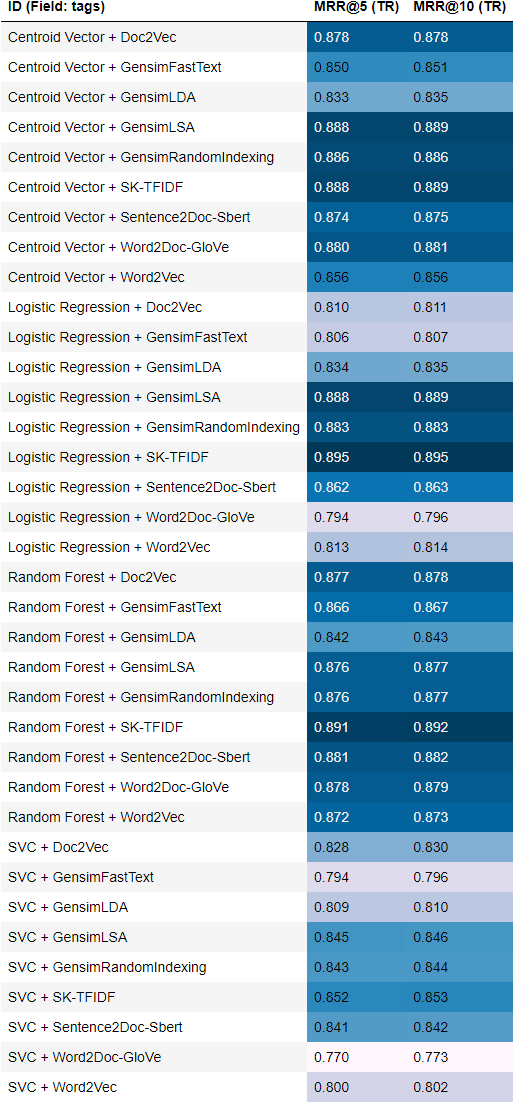 ID (Field: tags) MRR@5 (TR) MRR@10 (TR)
Centroid Vector + Doc2Vec 0.878 0.878
Centroid Vector + GensimFastText 0.850 0.851
Centroid Vector + GensimLDA 0.833 0.835
Centroid Vector + GensimLSA 0.888 0.889
Centroid Vector + GensimRandomIndexing 0.886 0.886
Centroid Vector + SK-TFIDF 0.888 0.889
Centroid Vector + Sentence2Doc-Sbert 0.874 0.875
Centroid Vector + Word2Doc-GloVe 0.880 0.881
Centroid Vector + Word2Vec 0.856 0.856
Logistic Regression + Doc2Vec 0.810 0.811
Logistic Regression + GensimFastText 0.806 0.807
Logistic Regression + GensimLDA 0.834 0.835
Logistic Regression + GensimLSA 0.888 0.889
Logistic Regression + GensimRandomIndexing 0.883 0.883
Logistic Regression + SK-TFIDF 0.895 0.895
Logistic Regression + Sentence2Doc-Sbert 0.862 0.863
Logistic Regression + Word2Doc-GloVe 0.794 0.796
Logistic Regression + Word2Vec 0.813 0.814
Random Forest + Doc2Vec 0.877 0.878
Random Forest + GensimFastText 0.866 0.867
Random Forest + GensimLDA 0.842 0.843
Random Forest + GensimLSA 0.876 0.877
Random Forest + GensimRandomIndexing 0.876 0.877
Random Forest + SK-TFIDF 0.891 0.892
Random Forest + Sentence2Doc-Sbert 0.881 0.882
Random Forest + Word2Doc-GloVe 0.878 0.879
Random Forest + Word2Vec 0.872 0.873
SVC + Doc2Vec 0.828 0.830
SVC + GensimFastText 0.794 0.796
SVC + GensimLDA 0.809 0.810
SVC + GensimLSA 0.845 0.846
SVC + GensimRandomIndexing 0.843 0.844
SVC + SK-TFIDF 0.852 0.853
SVC + Sentence2Doc-Sbert 0.841 0.842
SVC + Word2Doc-GloVe 0.770 0.773
SVC + Word2Vec 0.800 0.802